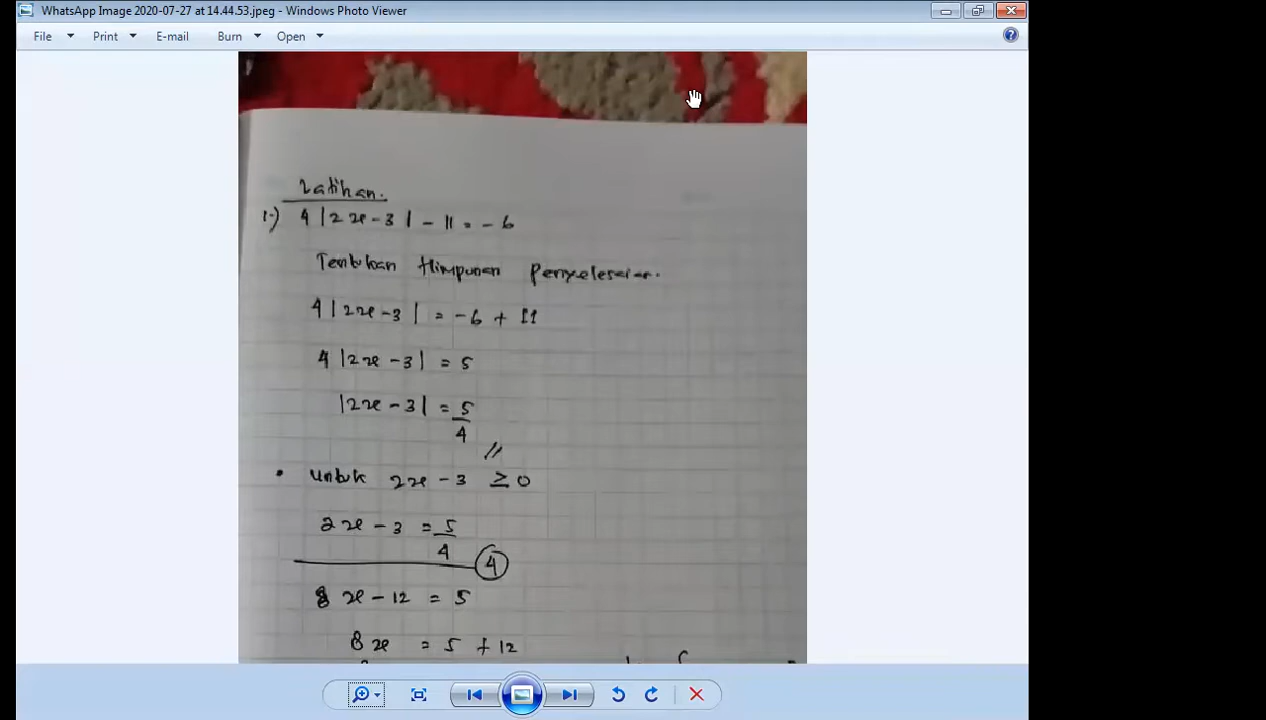 WhatsApp Image 2020-07-27 at 14.44.53.jpeg - Windows Photo Viewer
File Print E-mail Burn Open
Latihan.
1.) 4|2x-3| - 11 = -6
Tentukan Himpunan Penyelesaian.
4|2x-3| = -6 + 11
4|2x-3| = 5
|2x-3| = 5/4 //
• Untuk 2x-3 ≥ 0
2x-3 = 5/4
4
8x-12 = 5
8x = 5 + 12